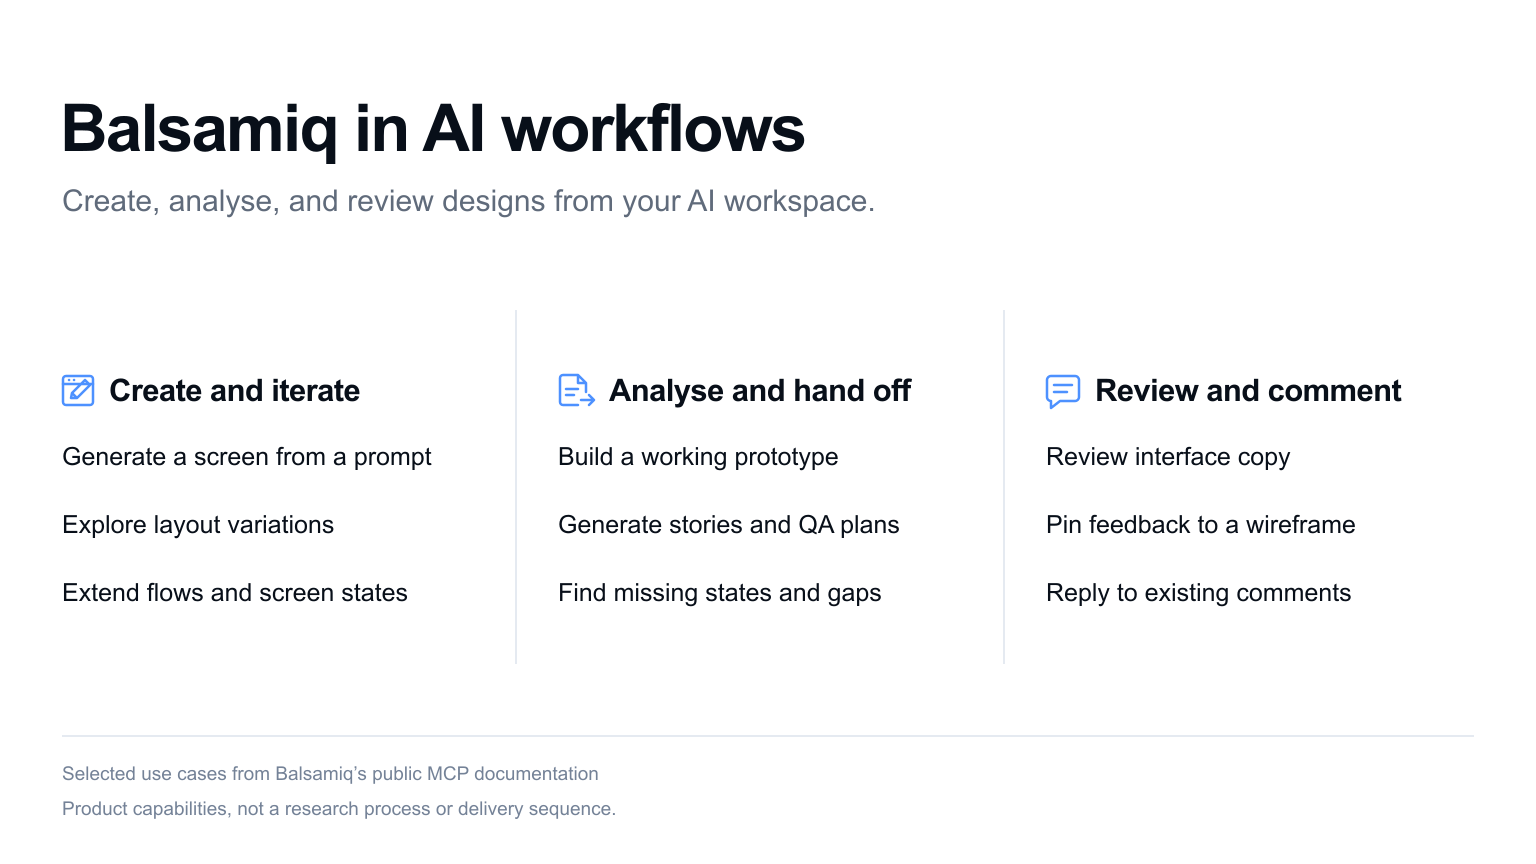 Balsamiq in AI workflows
Create, analyse, and review designs from your AI workspace.
Create and iterate
Generate a screen from a prompt
Explore layout variations
Extend flows and screen states
Analyse and hand off
Build a working prototype
Generate stories and QA plans
Find missing states and gaps
Review and comment
Review interface copy
Pin feedback to a wireframe
Reply to existing comments
Selected use cases from Balsamiq’s public MCP documentation
Product capabilities, not a research process or delivery sequence.